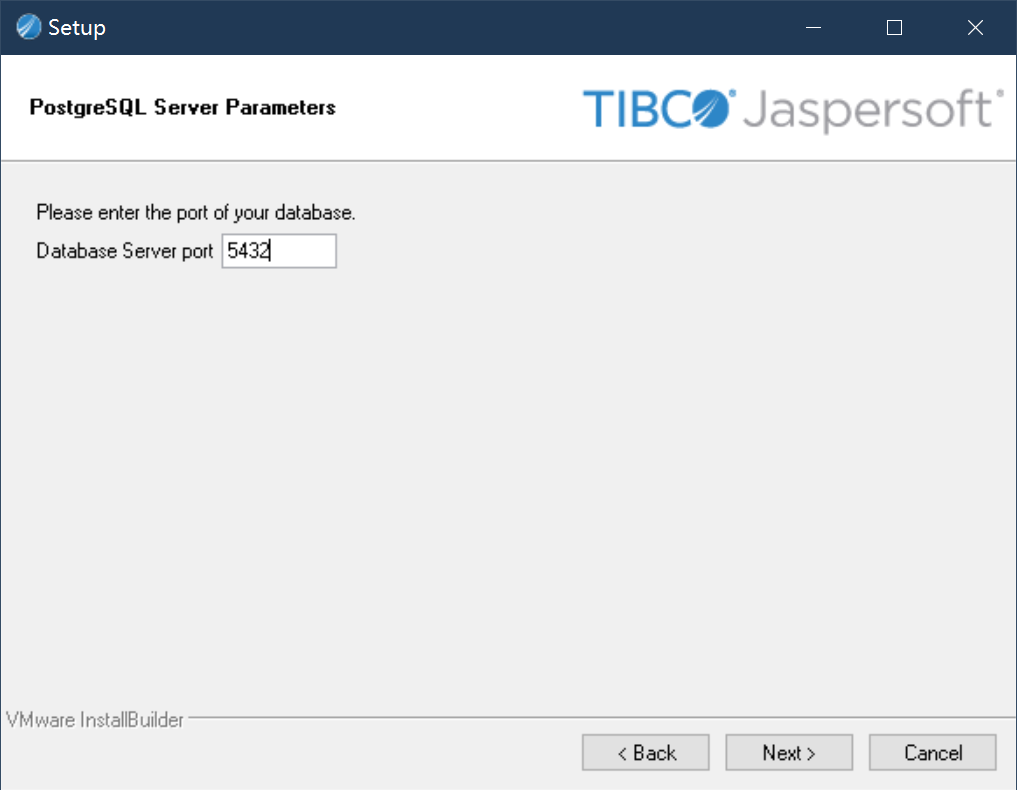 Setup
PostgreSQL Server Parameters
TIBCO® Jaspersoft®
Please enter the port of your database.
Database Server port 5432
VMware InstallBuilder
< Back Next > Cancel